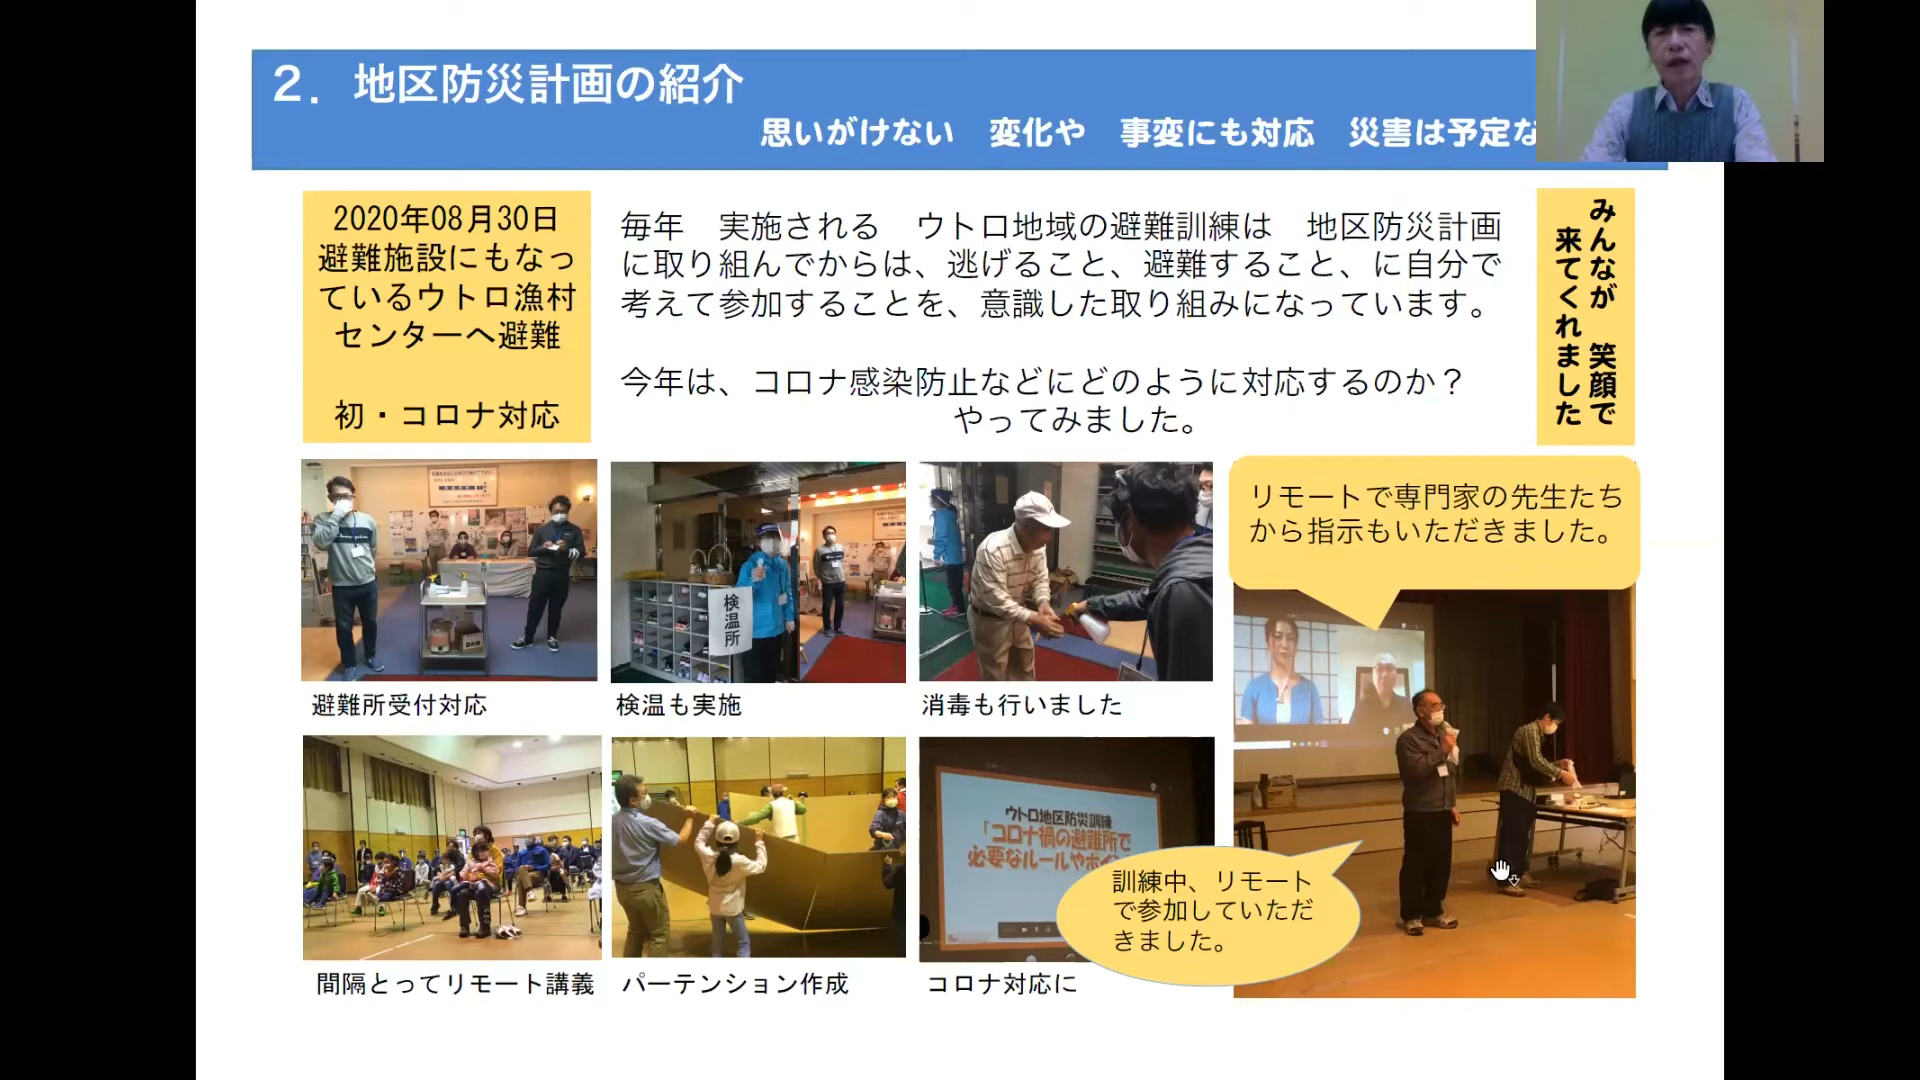 2．地区防災計画の紹介
思いがけない　変化や　事変にも対応　災害は予定な
2020年08月30日
避難施設にもなっ
ているウトロ漁村
センターへ避難
初・コロナ対応
毎年　実施される　ウトロ地域の避難訓練は　地区防災計画
に取り組んでからは、逃げること、避難すること、に自分で
考えて参加することを、意識した取り組みになっています。
今年は、コロナ感染防止などにどのように対応するのか？
やってみました。
みんなが　笑顔で
来てくれました
リモートで専門家の先生たち
から指示もいただきました。
検温所
避難所受付対応
検温も実施
消毒も行いました
ウトロ地区防災訓練
「コロナ禍の避難所で
必要なルールやポイン
訓練中、リモート
で参加していただ
きました。
間隔とってリモート講義
パーテンション作成
コロナ対応に